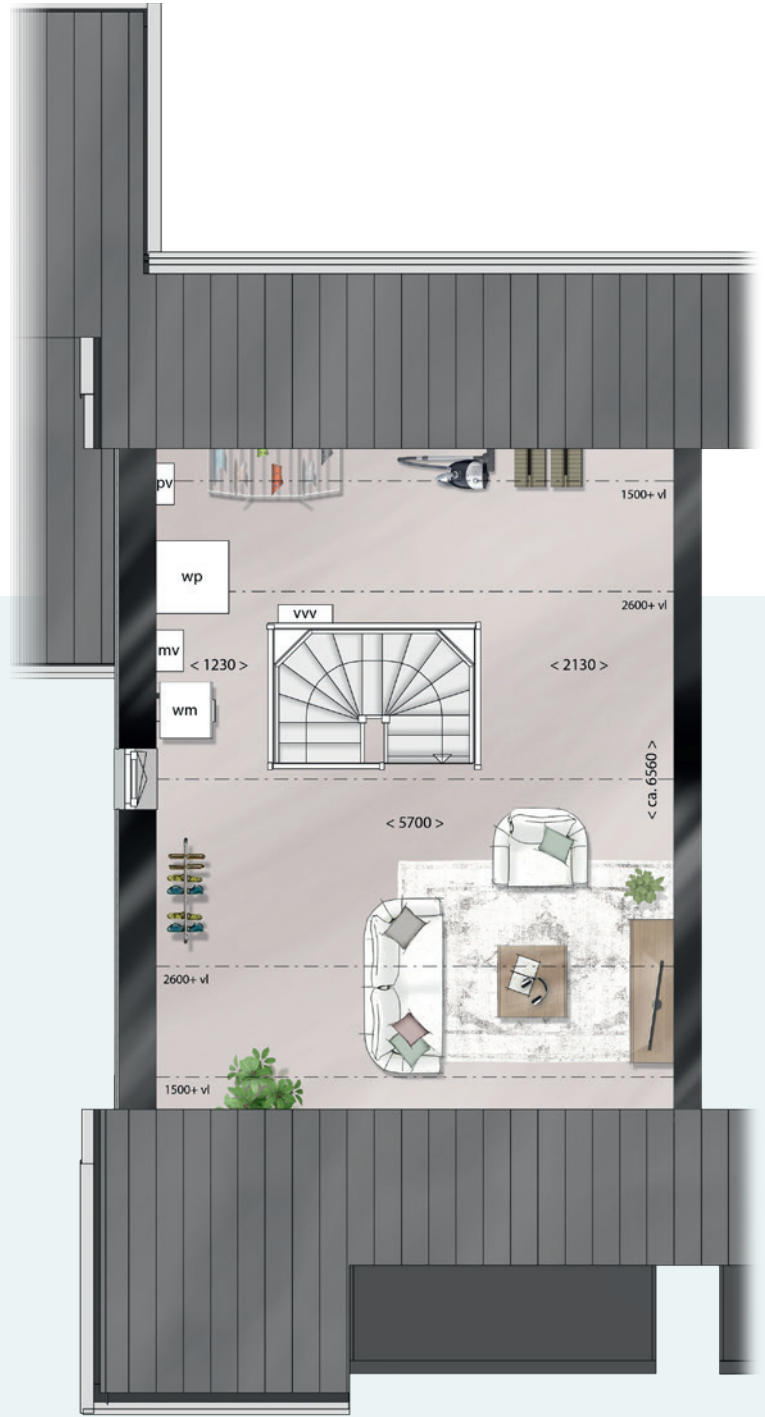 pv
1500+ vl
wp
2600+ vl
vvv
mv
< 1230 >
< 2130 >
wm
< ca. 6560 >
< 5700 >
2600+ vl
1500+ vl